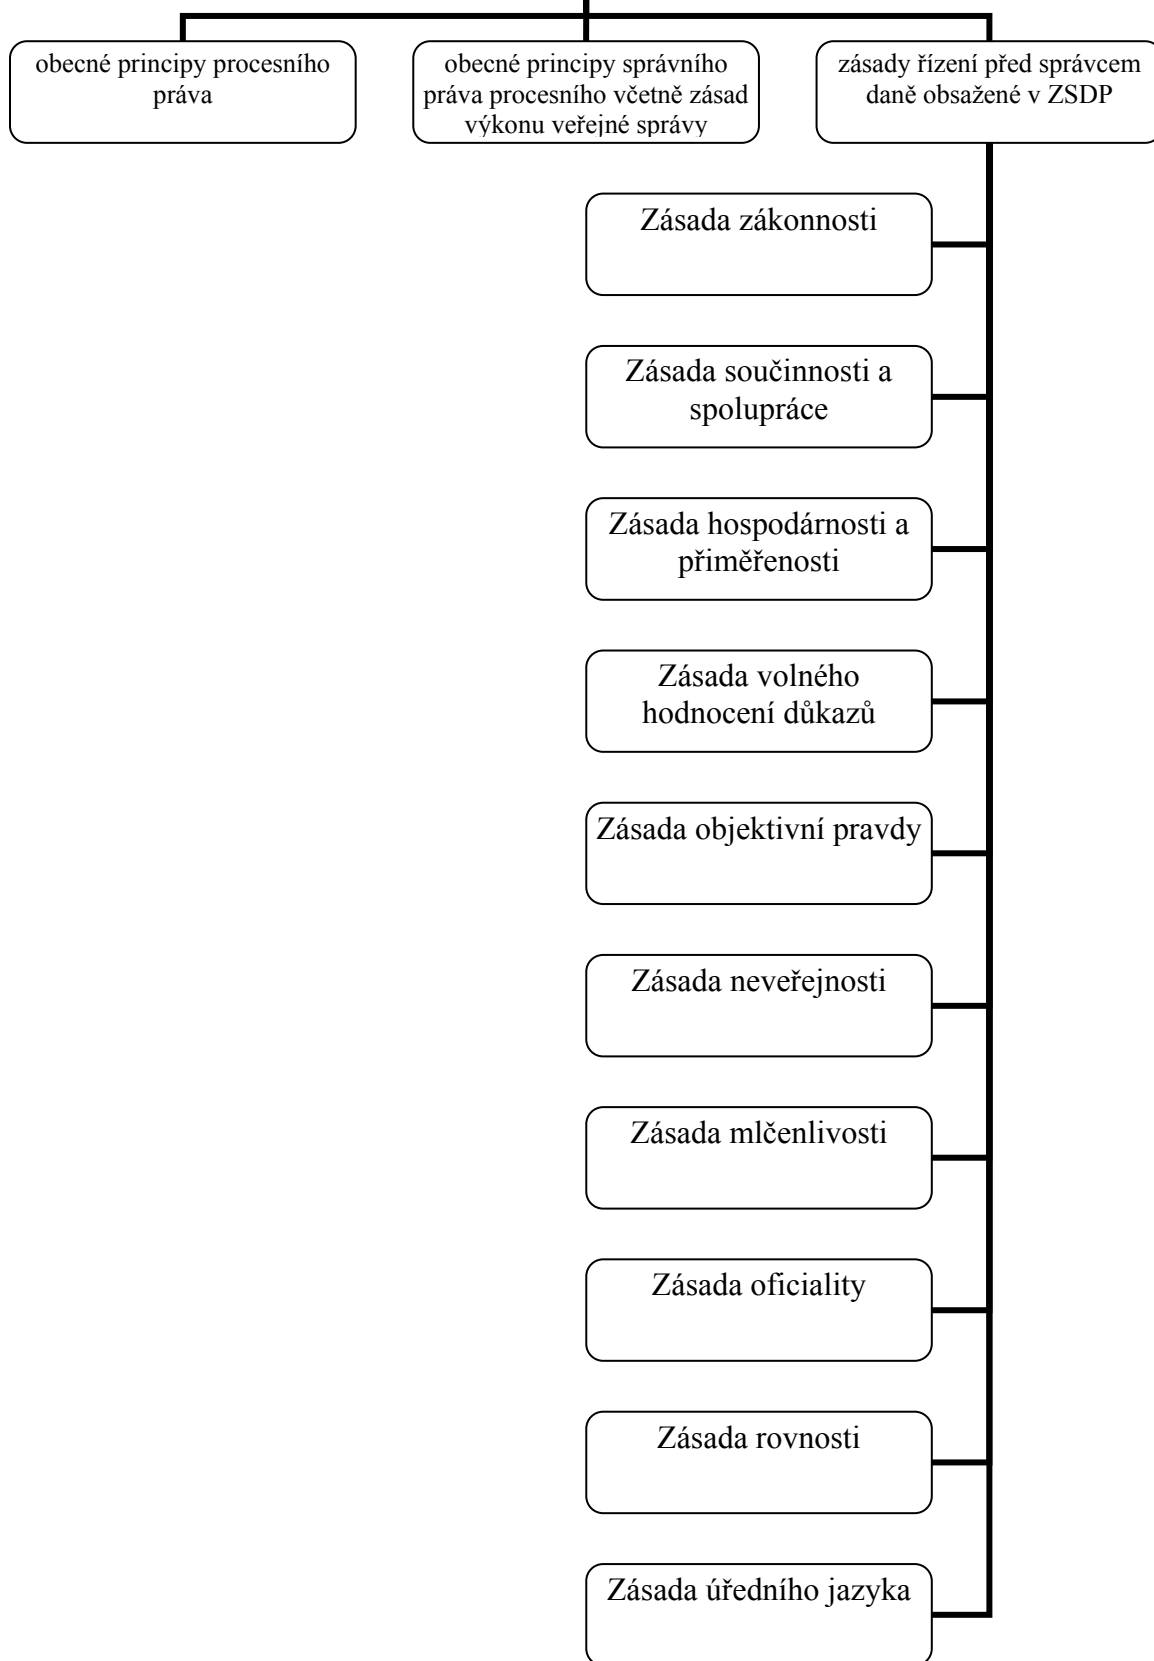 obecné principy procesního
práva
obecné principy správního
práva procesního včetně zásad
výkonu veřejné správy
zásady řízení před správcem
daně obsažené v ZSDP
Zásada zákonnosti
Zásada součinnosti a
spolupráce
Zásada hospodárnosti a
přiměřenosti
Zásada volného
hodnocení důkazů
Zásada objektivní pravdy
Zásada neveřejnosti
Zásada mlčenlivosti
Zásada oficiality
Zásada rovnosti
Zásada úředního jazyka